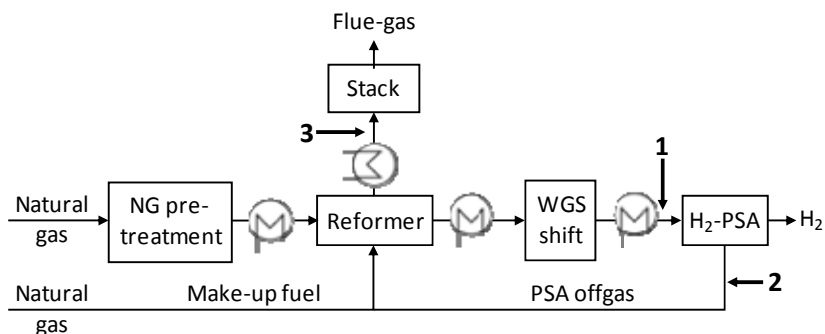 Flue-gas
Stack
3
1
Natural
gas
NG pre-
treatment
Reformer
WGS
shift
H₂-PSA
H₂
2
Natural
gas
Make-up fuel
PSA offgas